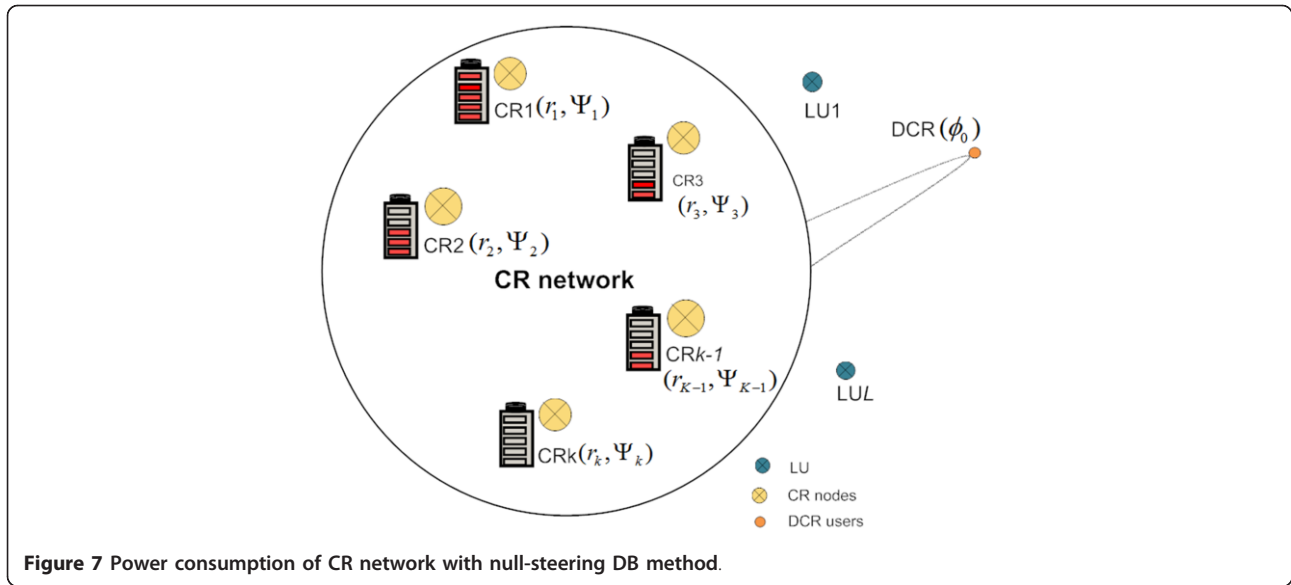 CR1(r₁,Ψ₁)
LU1
DCR(ϕ₀)
CR3
(r₃,Ψ₃)
CR2(r₂,Ψ₂)
CR network
CRk-1
(r_{K−1},Ψ_{K−1})
LUL
CRk(r_k,Ψ_k)
LU
CR nodes
DCR users
Figure 7 Power consumption of CR network with null-steering DB method.